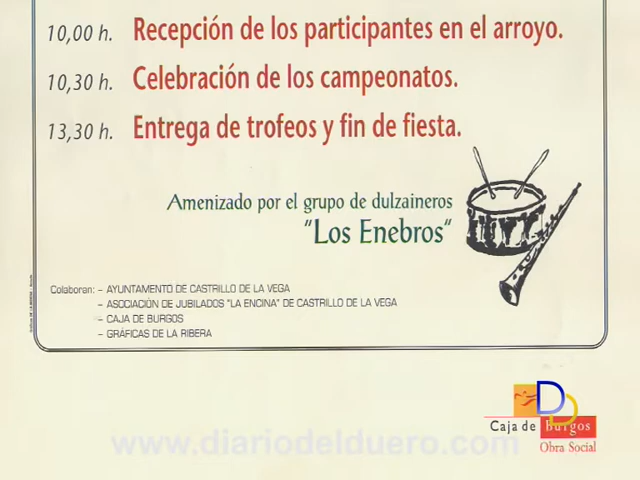 10,00 h. Recepción de los participantes en el arroyo.
10,30 h. Celebración de los campeonatos.
13,30 h. Entrega de trofeos y fin de fiesta.
Amenizado por el grupo de dulzaineros
"Los Enebros"
Colaboran: – AYUNTAMIENTO DE CASTRILLO DE LA VEGA
– ASOCIACIÓN DE JUBILADOS "LA ENCINA" DE CASTRILLO DE LA VEGA
– CAJA DE BURGOS
– GRÁFICAS DE LA RIBERA
DD
Caja de Burgos
Obra Social
www.diariodelduero.com